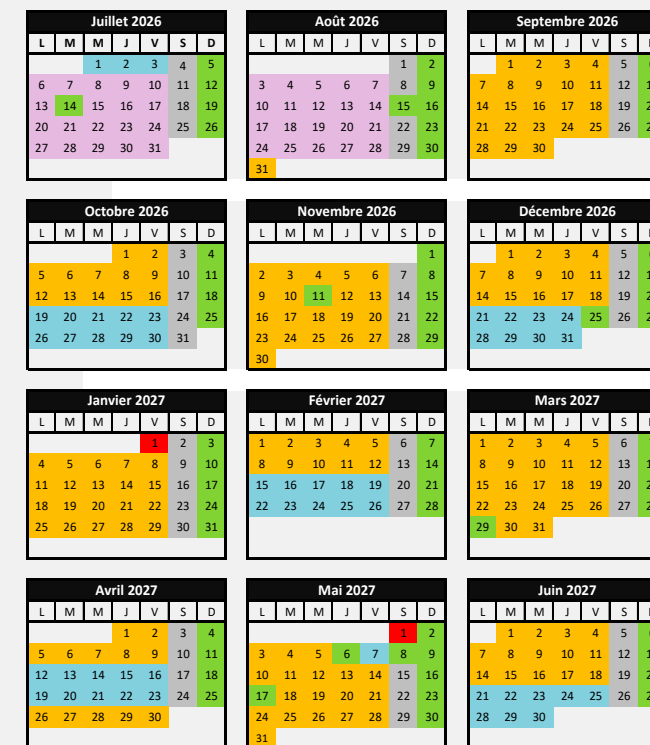 Juillet 2026
L M M J V S D
1 2 3 4 5
6 7 8 9 10 11 12
13 14 15 16 17 18 19
20 21 22 23 24 25 26
27 28 29 30 31
Août 2026
L M M J V S D
1 2
3 4 5 6 7 8 9
10 11 12 13 14 15 16
17 18 19 20 21 22 23
24 25 26 27 28 29 30
31
Septembre 2026
L M M J V S
1 2 3 4 5
7 8 9 10 11 12
14 15 16 17 18 19
21 22 23 24 25 26
28 29 30
Octobre 2026
L M M J V S D
1 2 3 4
5 6 7 8 9 10 11
12 13 14 15 16 17 18
19 20 21 22 23 24 25
26 27 28 29 30 31
Novembre 2026
L M M J V S D
1
2 3 4 5 6 7 8
9 10 11 12 13 14 15
16 17 18 19 20 21 22
23 24 25 26 27 28 29
30
Décembre 2026
L M M J V S
1 2 3 4 5
7 8 9 10 11 12
14 15 16 17 18 19
21 22 23 24 25 26
28 29 30 31
Janvier 2027
L M M J V S D
1 2 3
4 5 6 7 8 9 10
11 12 13 14 15 16 17
18 19 20 21 22 23 24
25 26 27 28 29 30 31
Février 2027
L M M J V S D
1 2 3 4 5 6 7
8 9 10 11 12 13 14
15 16 17 18 19 20 21
22 23 24 25 26 27 28
Mars 2027
L M M J V S
1 2 3 4 5 6
8 9 10 11 12 13
15 16 17 18 19 20
22 23 24 25 26 27
29 30 31
Avril 2027
L M M J V S D
1 2 3 4
5 6 7 8 9 10 11
12 13 14 15 16 17 18
19 20 21 22 23 24 25
26 27 28 29 30
Mai 2027
L M M J V S D
1 2
3 4 5 6 7 8 9
10 11 12 13 14 15 16
17 18 19 20 21 22 23
24 25 26 27 28 29 30
31
Juin 2027
L M M J V S
1 2 3 4 5
7 8 9 10 11 12
14 15 16 17 18 19
21 22 23 24 25 26
28 29 30